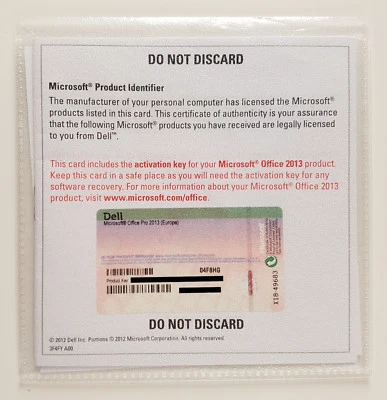 DO NOT DISCARD
Microsoft® Product Identifier
The manufacturer of your personal computer has licensed the Microsoft®
products listed in this card. This certificate of authenticity is your assurance
that the following Microsoft® products you have received are legally licensed
to you from Dell™.
This card includes the activation key for your Microsoft® Office 2013 product.
Keep this card in a safe place as you will need the activation key for any
software recovery. For more information about your Microsoft® Office 2013
product, visit www.microsoft.com/office.
Dell
Microsoft® Office Pro 2013 (Europe)
04F6HG
Product Key:
X18-49683
DO NOT DISCARD
© 2012 Dell Inc. Portions © 2012 Microsoft Corporation. All rights reserved.
3F4FY A00